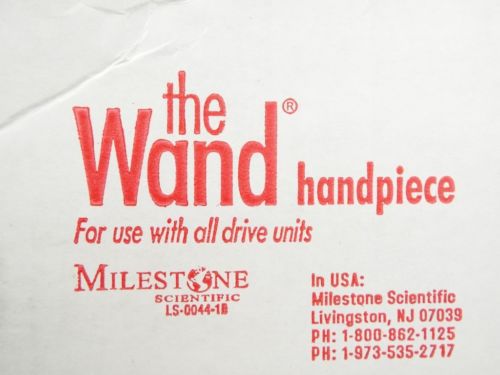 the
Wand® handpiece
For use with all drive units
MILESTONE
SCIENTIFIC
LS-0044-1B
In USA:
Milestone Scientific
Livingston, NJ 07039
PH: 1-800-862-1125
PH: 1-973-535-2717